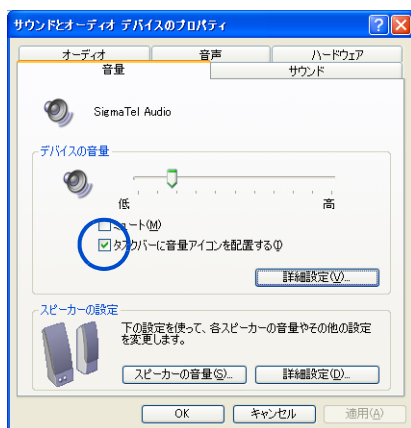 サウンドとオーディオ デバイスのプロパティ
オーディオ 音声 ハードウェア
音量 サウンド
SigmaTel Audio
デバイスの音量
低 高
ミュート(M)
タスクバーに音量アイコンを配置する(I)
詳細設定(V)...
スピーカーの設定
下の設定を使って、各スピーカーの音量やその他の設定
を変更します。
スピーカーの音量(S)... 詳細設定(D)...
OK キャンセル 適用(A)